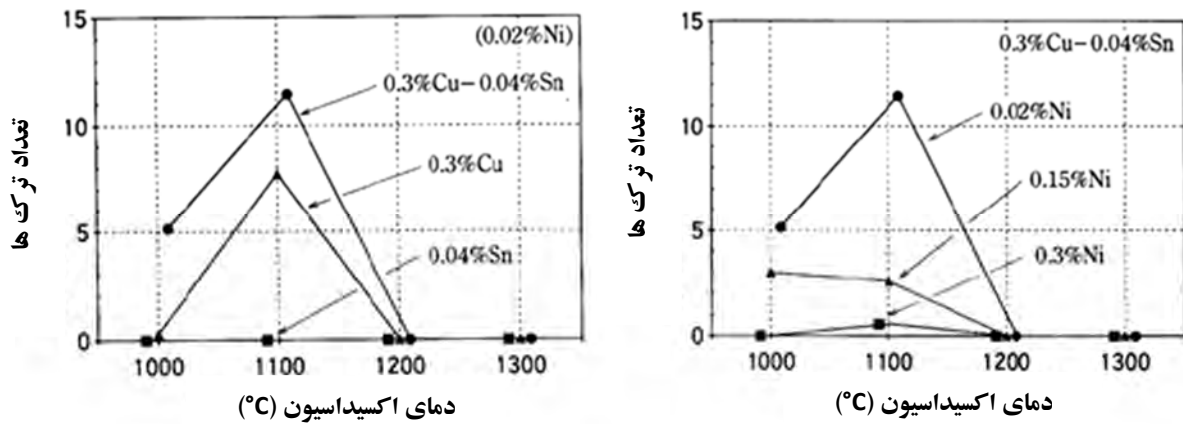 15
10
5
0
تعداد ترک ها
(0.02%Ni)
0.3%Cu-0.04%Sn
0.3%Cu
0.04%Sn
1000 1100 1200 1300
دمای اکسیداسیون (°C)
15
10
5
0
تعداد ترک ها
0.3%Cu-0.04%Sn
0.02%Ni
0.15%Ni
0.3%Ni
1000 1100 1200 1300
دمای اکسیداسیون (°C)